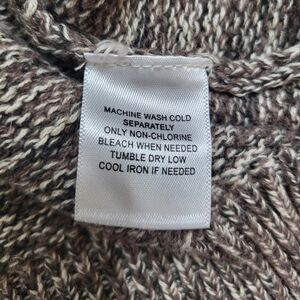 MACHINE WASH COLD
SEPARATELY
ONLY NON-CHLORINE
BLEACH WHEN NEEDED
TUMBLE DRY LOW
COOL IRON IF NEEDED